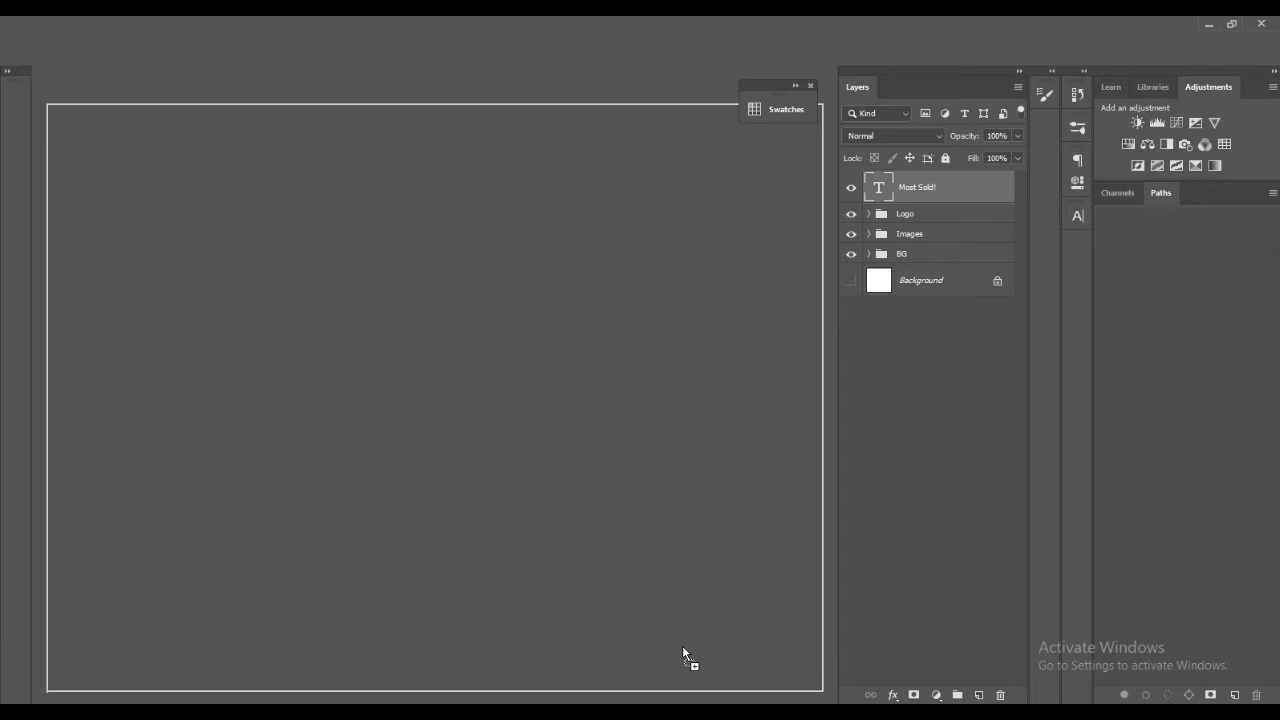 Swatches
Layers
Kind
Normal
Opacity: 100%
Lock:
Fill: 100%
Most Sold!
Logo
Images
BG
Background
fx
A
Learn
Libraries
Adjustments
Add an adjustment
Channels
Paths
Activate Windows
Go to Settings to activate Windows.